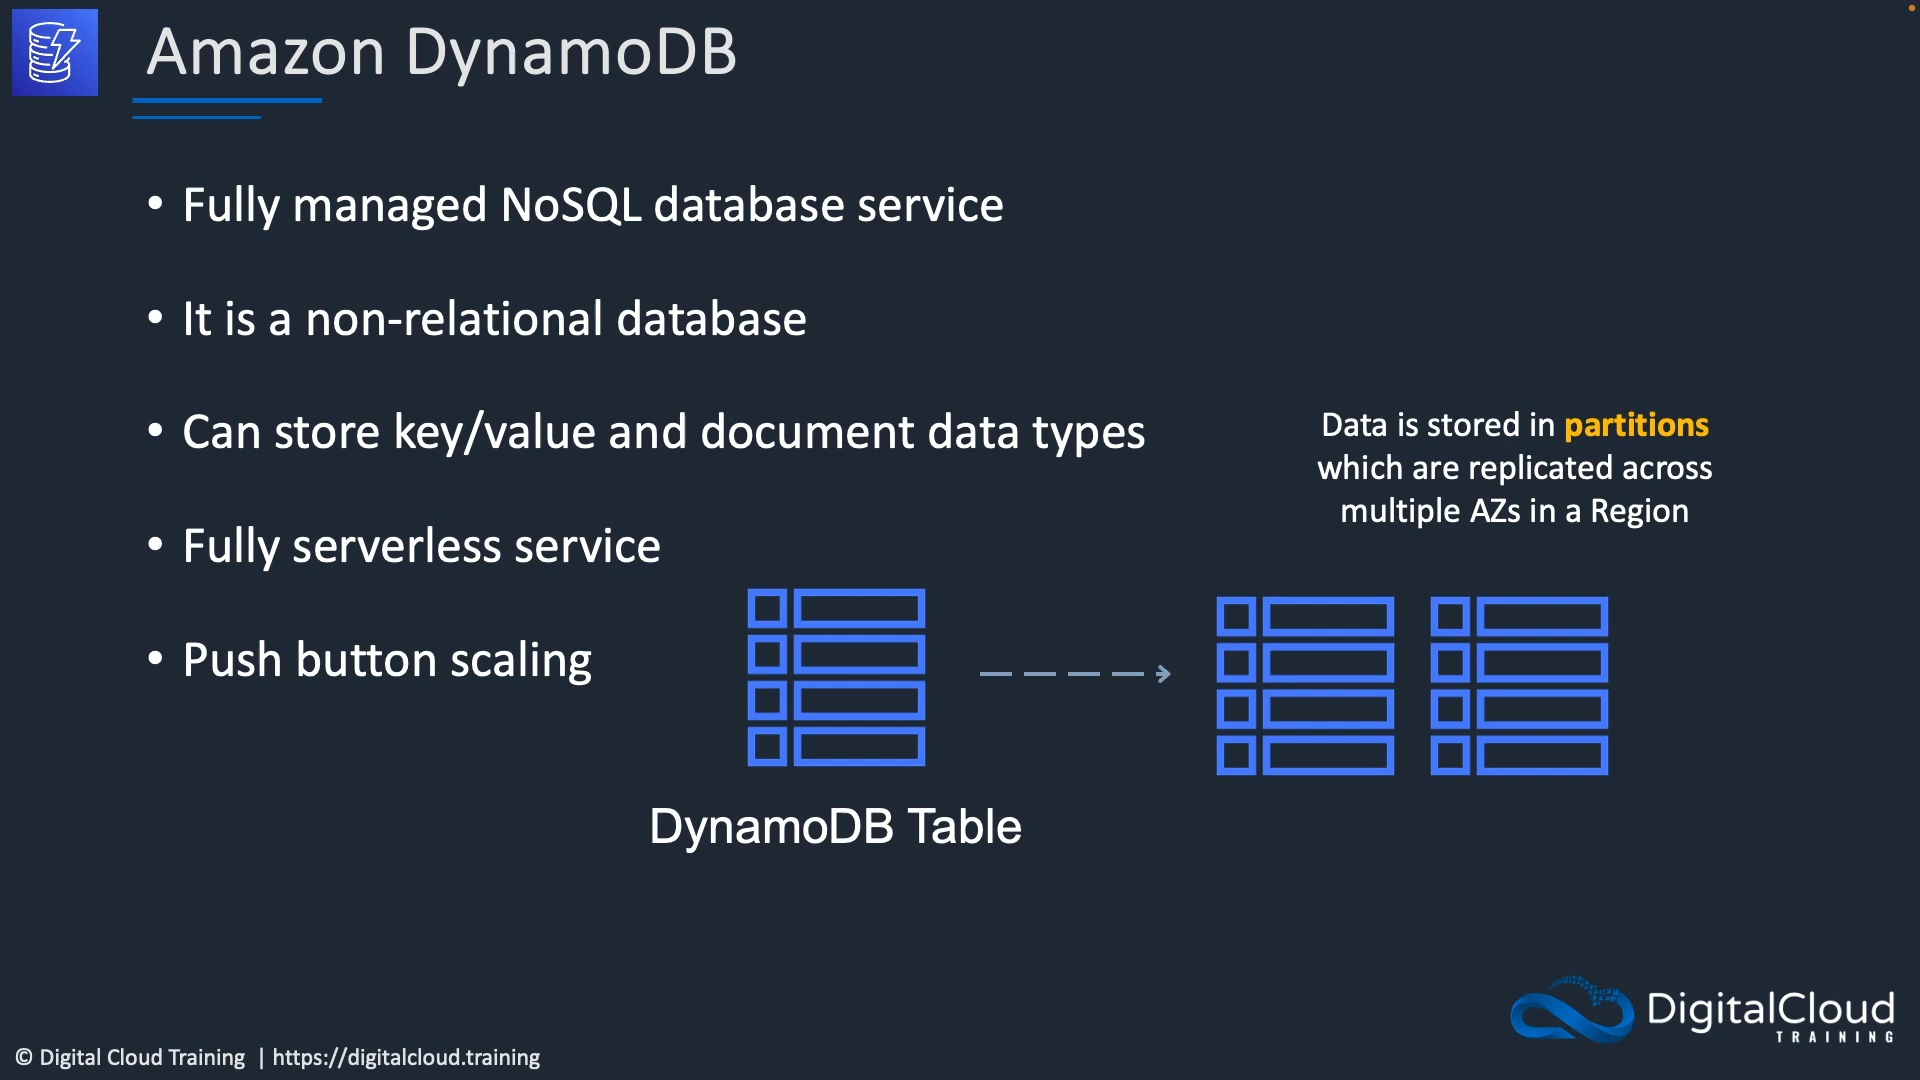 Amazon DynamoDB
• Fully managed NoSQL database service
• It is a non-relational database
• Can store key/value and document data types
• Fully serverless service
• Push button scaling
Data is stored in partitions
which are replicated across
multiple AZs in a Region
DynamoDB Table
DigitalCloud
TRAINING
© Digital Cloud Training | https://digitalcloud.training